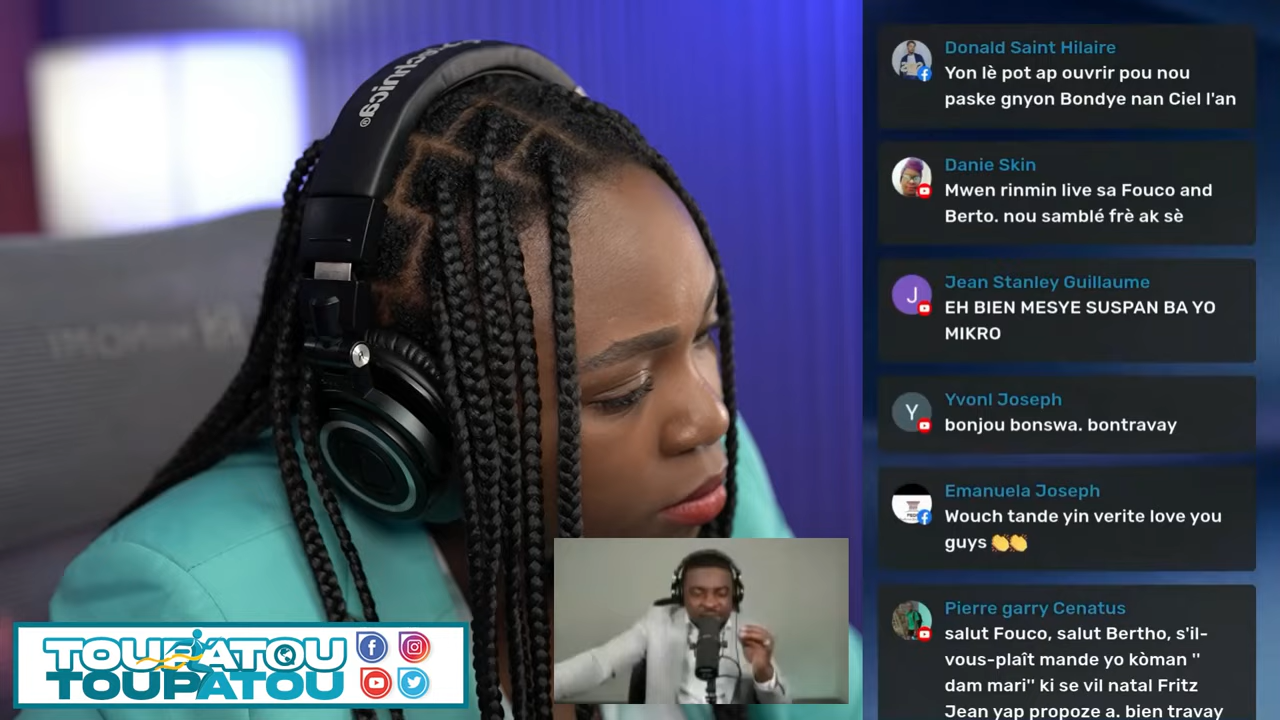 technica®
Donald Saint Hilaire
Yon lè pot ap ouvrir pou nou
paske gnyon Bondye nan Ciel l'an
Danie Skin
Mwen rinmin live sa Fouco and
Berto. nou samblé frè ak sè
J
Jean Stanley Guillaume
EH BIEN MESYE SUSPAN BA YO
MIKRO
Y
Yvonl Joseph
bonjou bonswa. bontravay
Emanuela Joseph
Wouch tande yin verite love you
guys 👏👏
Pierre garry Cenatus
salut Fouco, salut Bertho, s'il-
vous-plaît mande yo kòman ''
dam mari'' ki se vil natal Fritz
Jean yap propoze a. bien travay
TOUPATOU
TOUPATOU